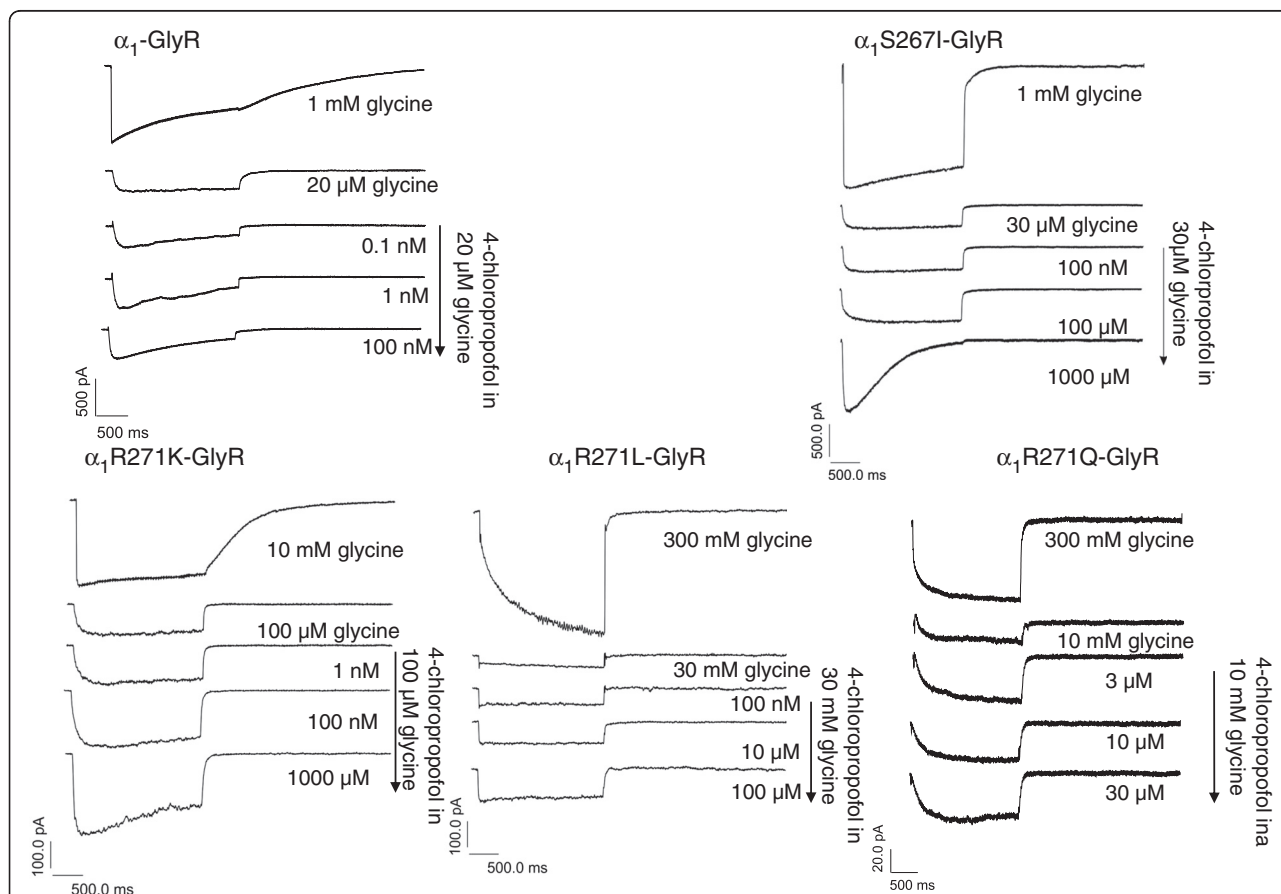 α1-GlyR
1 mM glycine
20 µM glycine
0.1 nM
1 nM
100 nM
4-chloropropofol in
20 µM glycine
500 pA
500 ms
α1S267I-GlyR
1 mM glycine
30 µM glycine
100 nM
100 µM
1000 µM
4-chlorpropofol in
30µM glycine
500.0 pA
500.0 ms
α1R271K-GlyR
10 mM glycine
100 µM glycine
1 nM
100 nM
1000 µM
4-chloropropofol in
100 µM glycine
100.0 pA
500.0 ms
α1R271L-GlyR
300 mM glycine
30 mM glycine
100 nM
10 µM
100 µM
4-chloropropofol in
30 mM glycine
100.0 pA
500.0 ms
α1R271Q-GlyR
300 mM glycine
10 mM glycine
3 µM
10 µM
30 µM
4-chloropropofol ina
10 mM glycine
20.0 pA
500 ms